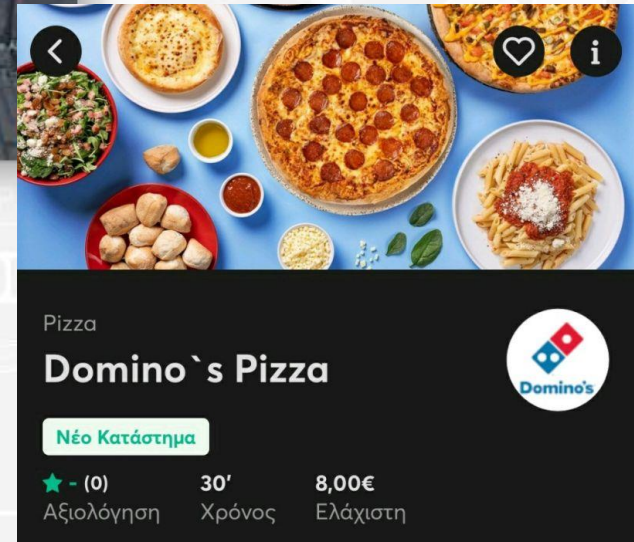 Pizza
Domino`s Pizza
Domino's
Νέο Κατάστημα
- (0)
30'
8,00€
Αξιολόγηση
Χρόνος
Ελάχιστη